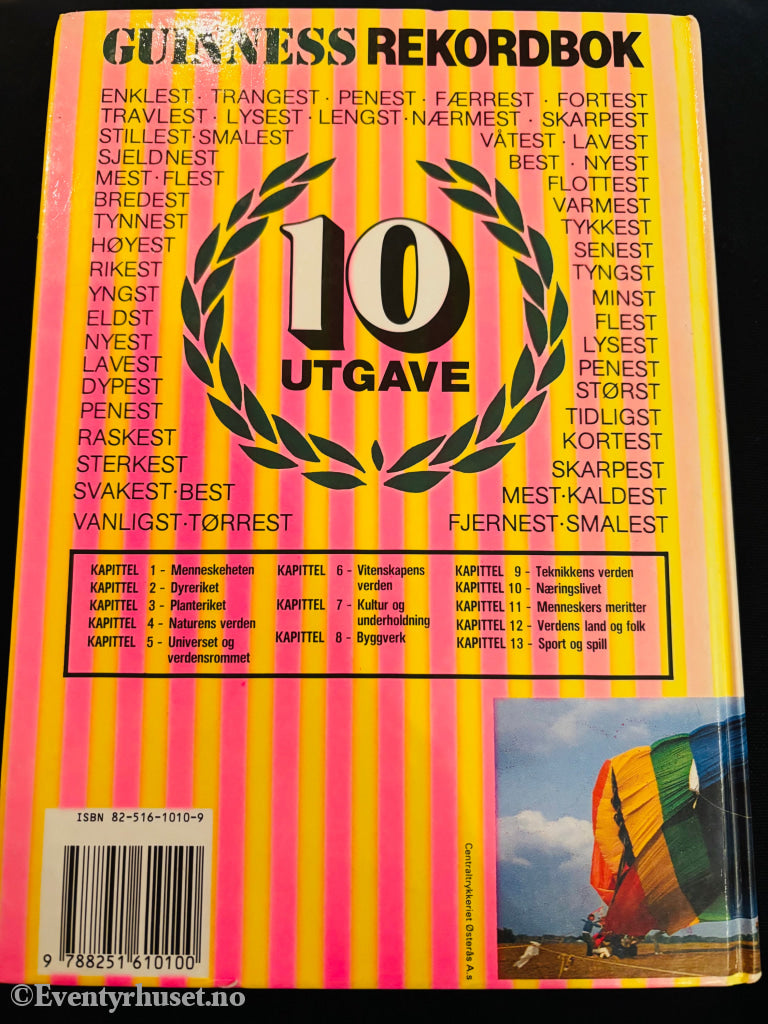 GUINNESS REKORDBOK
ENKLEST · TRANGEST · PENEST · FÆRREST · FORTEST
TRAVLEST · LYSEST · LENGST · NÆRMEST · SKARPEST
STILLEST · SMALEST
VÅTEST · LAVEST
SJELDNEST
BEST · NYEST
MEST · FLEST
FLOTTEST
BREDEST
VARMEST
TYNNEST
TYKKEST
HØYEST
SENEST
RIKEST
TYNGST
YNGST
MINST
ELDST
FLEST
NYEST
LYSEST
LAVEST
PENEST
DYPEST
STØRST
PENEST
TIDLIGST
RASKEST
KORTEST
STERKEST
SKARPEST
SVAKEST · BEST
MEST · KALDEST
VANLIGST · TØRREST
FJERNEST · SMALEST
10
UTGAVE
KAPITTEL 1 - Menneskeheten
KAPITTEL 2 - Dyreriket
KAPITTEL 3 - Planteriket
KAPITTEL 4 - Naturens verden
KAPITTEL 5 - Universet og
verdensrommet
KAPITTEL 6 - Vitenskapens
verden
KAPITTEL 7 - Kultur og
underholdning
KAPITTEL 8 - Byggverk
KAPITTEL 9 - Teknikkens verden
KAPITTEL 10 - Næringslivet
KAPITTEL 11 - Menneskers meritter
KAPITTEL 12 - Verdens land og folk
KAPITTEL 13 - Sport og spill
ISBN 82-516-1010-9
9 788251 610100
Centraltrykkeriet Østerås A.s
©Eventyrhuset.no